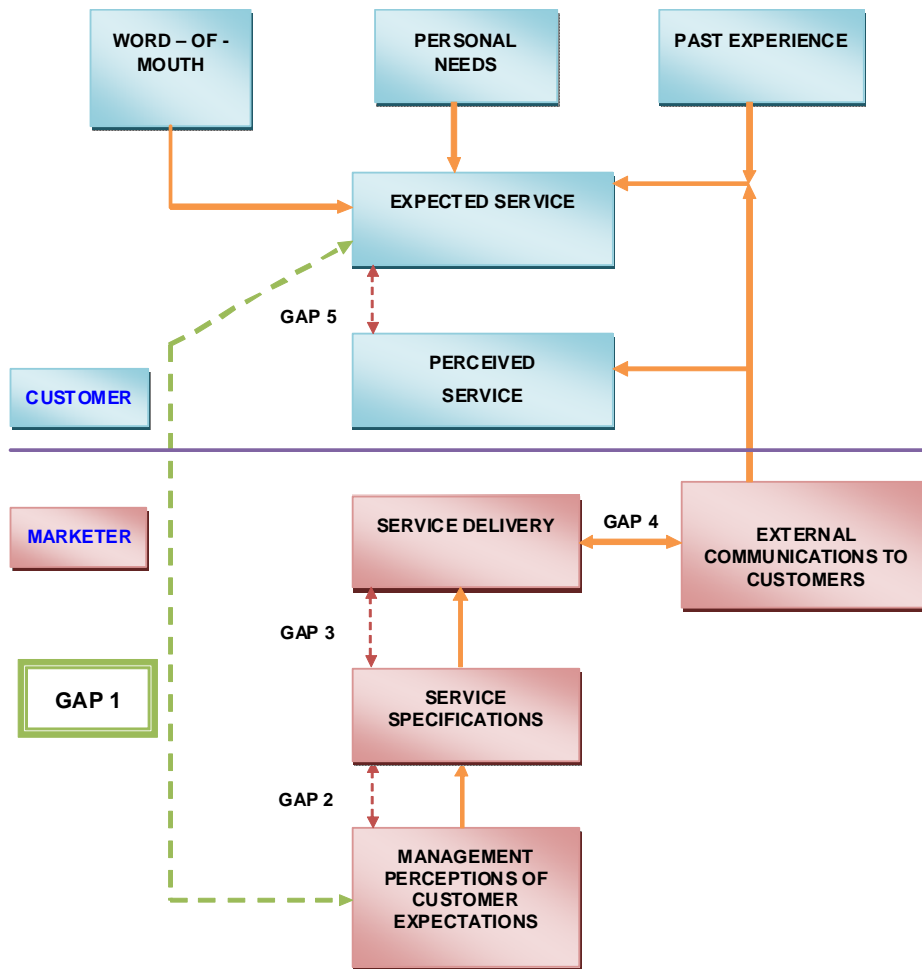 WORD – OF -
MOUTH
PERSONAL
NEEDS
PAST EXPERIENCE
EXPECTED SERVICE
GAP 5
PERCEIVED
SERVICE
CUSTOMER
MARKETER
SERVICE DELIVERY
GAP 4
EXTERNAL
COMMUNICATIONS TO
CUSTOMERS
GAP 3
GAP 1
SERVICE
SPECIFICATIONS
GAP 2
MANAGEMENT
PERCEPTIONS OF
CUSTOMER
EXPECTATIONS